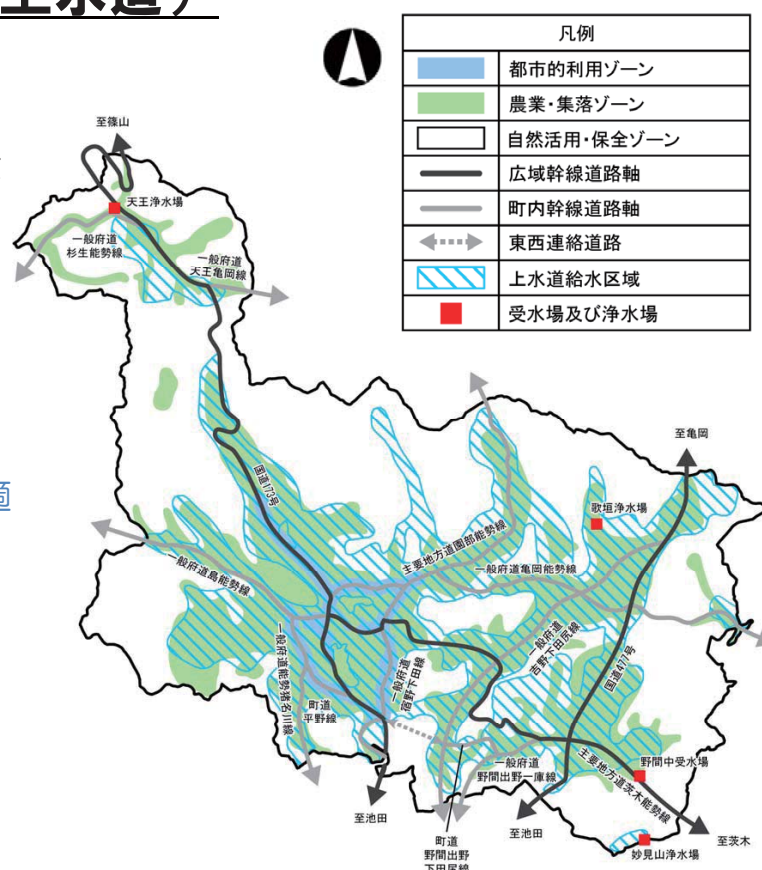 上水道）
凡例
都市的利用ゾーン
農業・集落ゾーン
自然活用・保全ゾーン
広域幹線道路軸
町内幹線道路軸
東西連絡道路
上水道給水区域
受水場及び浄水場
至篠山
天王浄水場
一般府道
杉生能勢線
一般府道
天王亀岡線
国道173号
至亀岡
歌垣浄水場
主要地方道園部能勢線
一般府道亀岡能勢線
一般府道島能勢線
一般府道
吉野下田尻線
一般府道能勢猪名川線
一般府道
宿野下田線
国道477号
町道
平野線
一般府道
野間出野一庫線
主要地方道茨木能勢線
野間中受水場
至池田
至池田
至茨木
町道
野間出野
下田尻線
妙見山浄水場